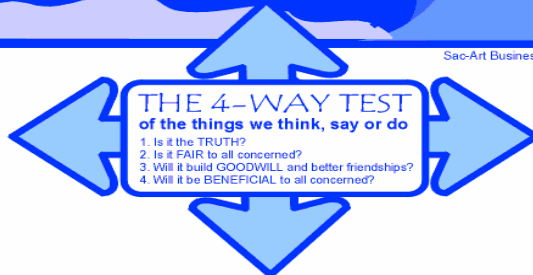 Sac-Art Busines
THE 4-WAY TEST
of the things we think, say or do
1. Is it the TRUTH?
2. Is it FAIR to all concerned?
3. Will it build GOODWILL and better friendships?
4. Will it be BENEFICIAL to all concerned?